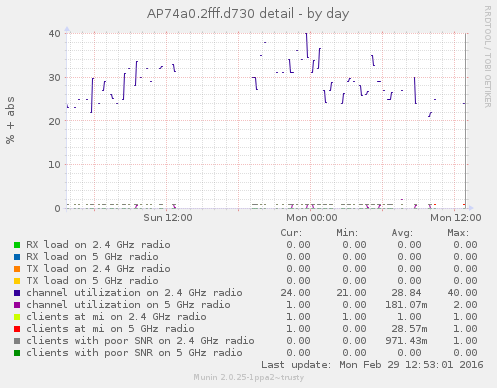 AP74a0.2fff.d730 detail - by day
RRDTOOL / TOBI OETIKER
% + abs
40
30
20
10
0
Sun 12:00 Mon 00:00 Mon 12:00
Cur: Min: Avg: Max:
RX load on 2.4 GHz radio 0.00 0.00 0.00 0.00
RX load on 5 GHz radio 0.00 0.00 0.00 0.00
TX load on 2.4 GHz radio 0.00 0.00 0.00 0.00
TX load on 5 GHz radio 0.00 0.00 0.00 0.00
channel utilization on 2.4 GHz radio 24.00 21.00 28.84 40.00
channel utilization on 5 GHz radio 1.00 0.00 181.07m 2.00
clients at mi on 2.4 GHz radio 1.00 1.00 1.00 1.00
clients at mi on 5 GHz radio 0.00 0.00 28.57m 1.00
clients with poor SNR on 2.4 GHz radio 1.00 0.00 971.43m 1.00
clients with poor SNR on 5 GHz radio 0.00 0.00 0.00 0.00
Last update: Mon Feb 29 12:53:01 2016
Munin 2.0.25-1ppa2~trusty